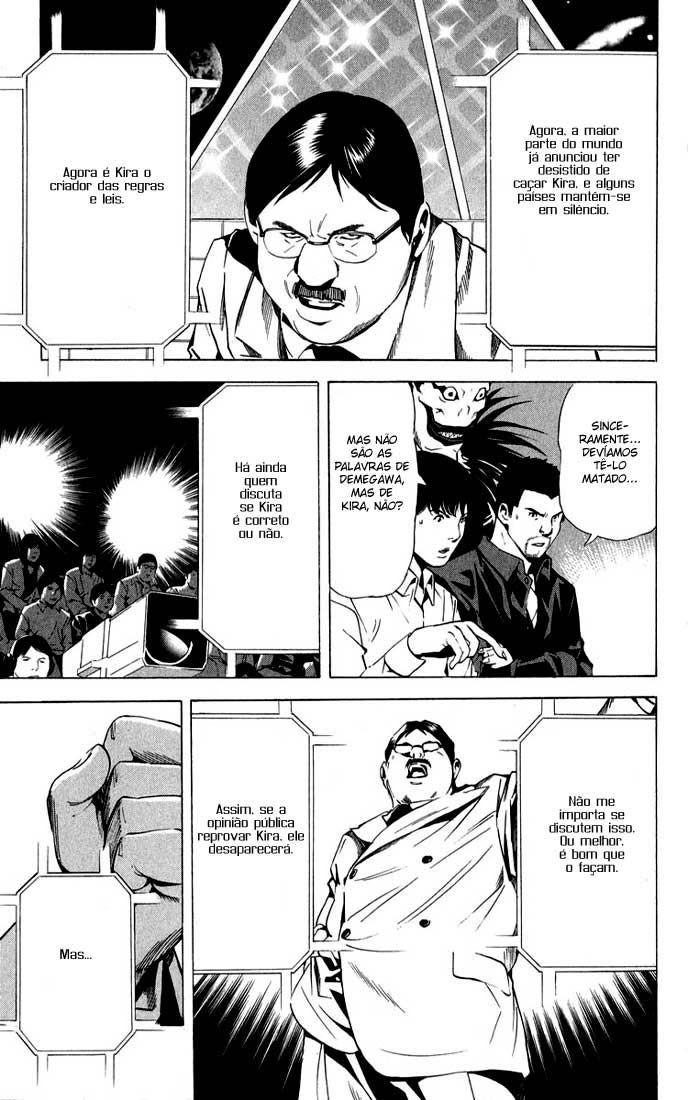 Agora, a maior
parte do mundo
já anunciou ter
desistido de
caçar Kira, e alguns
países mantém-se
em silêncio.
Agora é Kira o
criador das regras
e leis.
SINCE-
RAMENTE...
DEVÍAMOS
TÊ-LO
MATADO...
MAS NÃO
SÃO AS
PALAVRAS DE
DEMEGAWA,
MAS DE
KIRA, NÃO?
Há ainda
quem
discuta
se Kira
é correto
ou não.
Não me
importa se
discutem isso.
Ou melhor,
é bom que
o façam.
Assim, se a
opinião pública
reprovar Kira, ele
desaparecerá.
Mas...